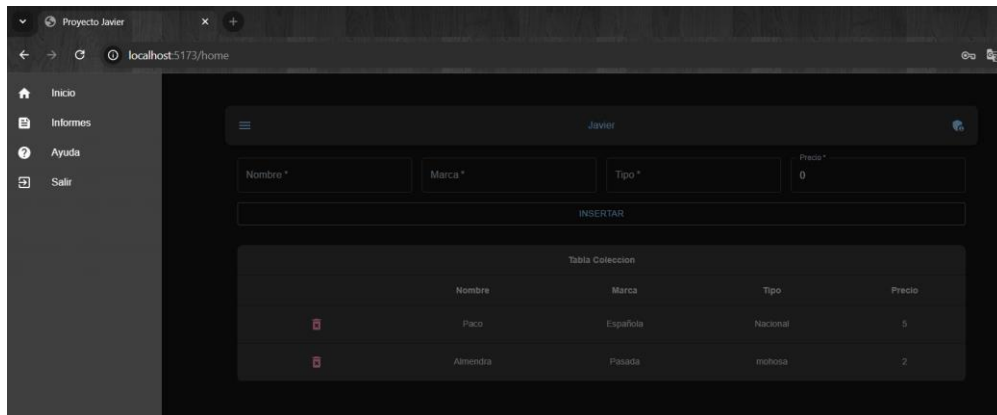 Proyecto Javier
localhost:5173/home
Inicio
Informes
Ayuda
Salir
Javier
Nombre * Marca * Tipo * Precio * 0
INSERTAR
Tabla Coleccion
Nombre Marca Tipo Precio
Paco Española Nacional 5
Almendra Pasada mohosa 2